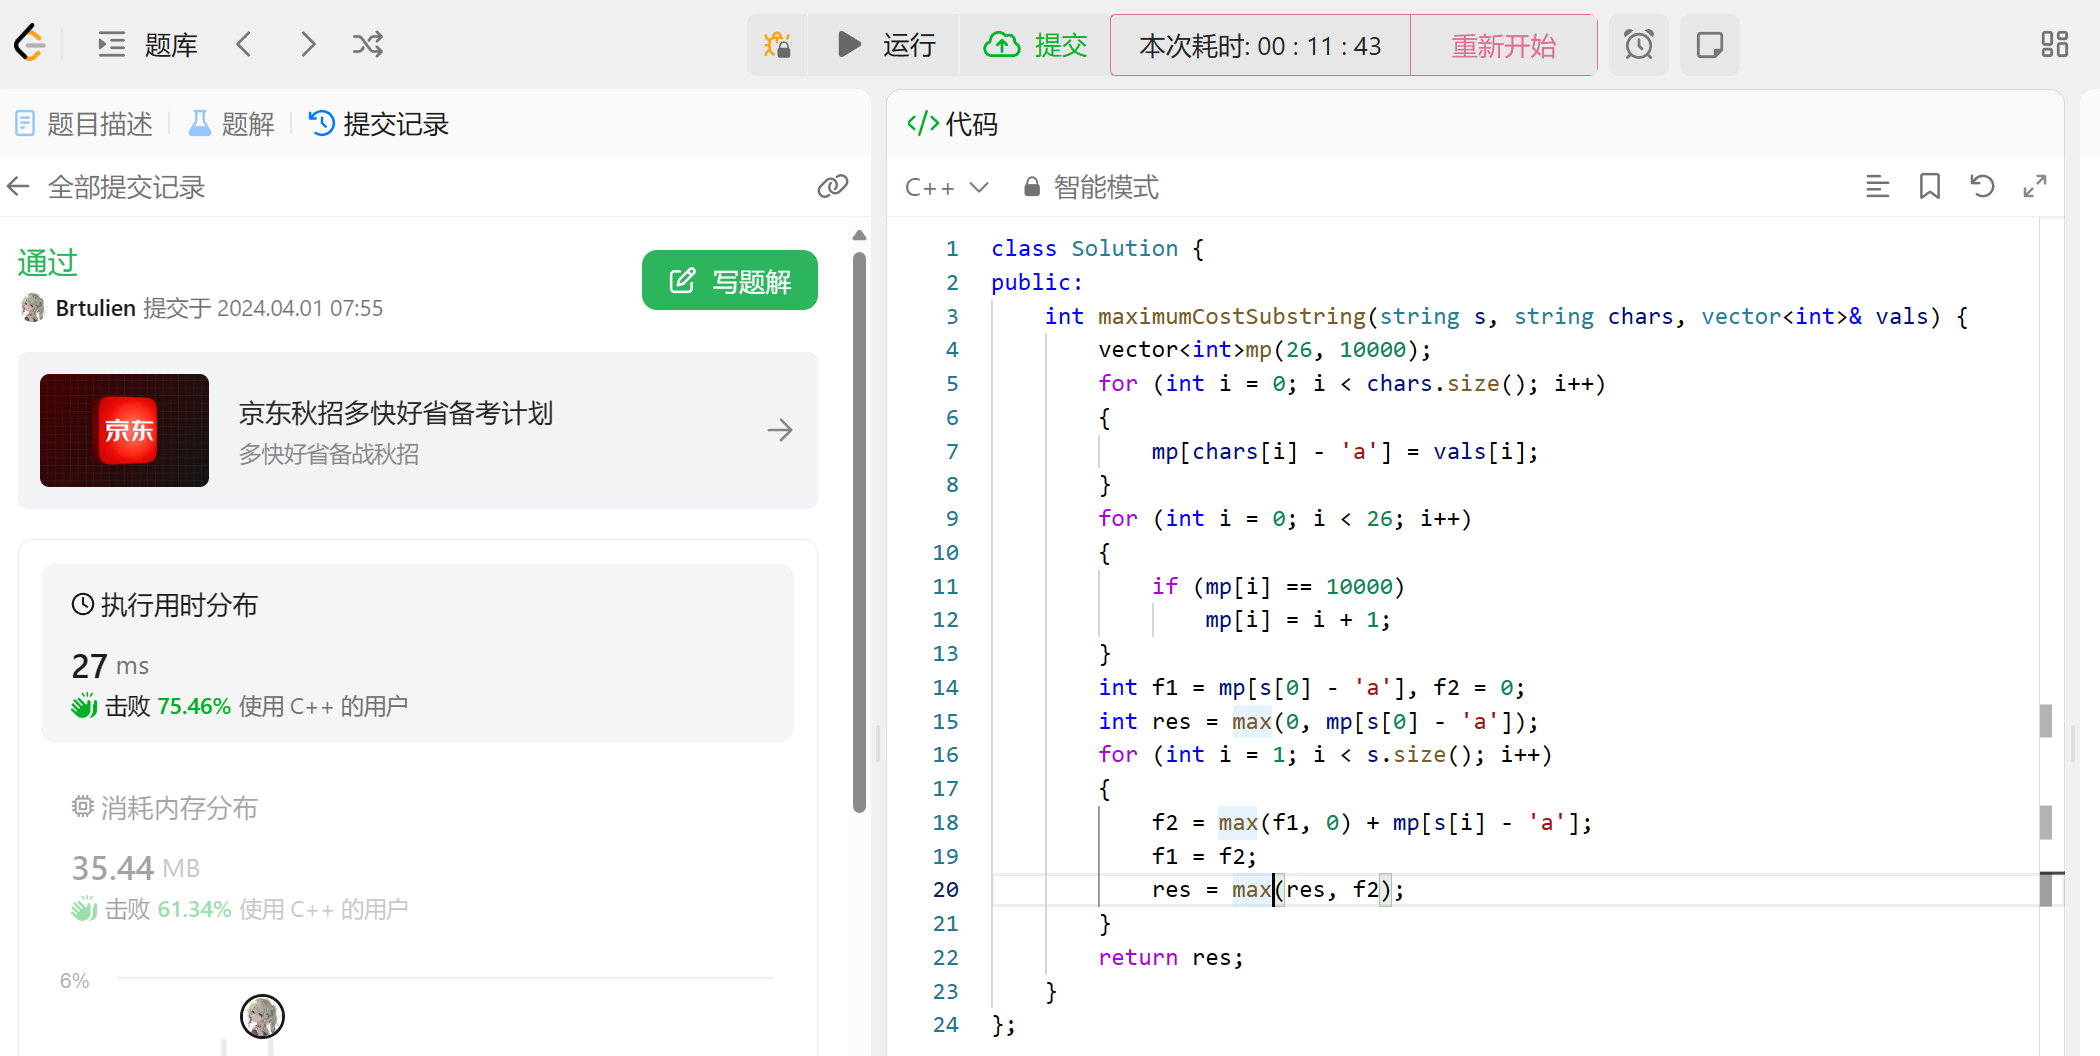 题库
运行
提交
本次耗时: 00 : 11 : 43
重新开始
题目描述
题解
提交记录
全部提交记录
通过
Brtulien 提交于 2024.04.01 07:55
写题解
京东
京东秋招多快好省备考计划
多快好省备战秋招
执行用时分布
27 ms
击败 75.46% 使用 C++ 的用户
消耗内存分布
35.44 MB
击败 61.34% 使用 C++ 的用户
6%
</> 代码
C++
智能模式
1 class Solution {
2 public:
3 int maximumCostSubstring(string s, string chars, vector<int>& vals) {
4 vector<int>mp(26, 10000);
5 for (int i = 0; i < chars.size(); i++)
6 {
7 mp[chars[i] - 'a'] = vals[i];
8 }
9 for (int i = 0; i < 26; i++)
10 {
11 if (mp[i] == 10000)
12 mp[i] = i + 1;
13 }
14 int f1 = mp[s[0] - 'a'], f2 = 0;
15 int res = max(0, mp[s[0] - 'a']);
16 for (int i = 1; i < s.size(); i++)
17 {
18 f2 = max(f1, 0) + mp[s[i] - 'a'];
19 f1 = f2;
20 res = max(res, f2);
21 }
22 return res;
23 }
24 };